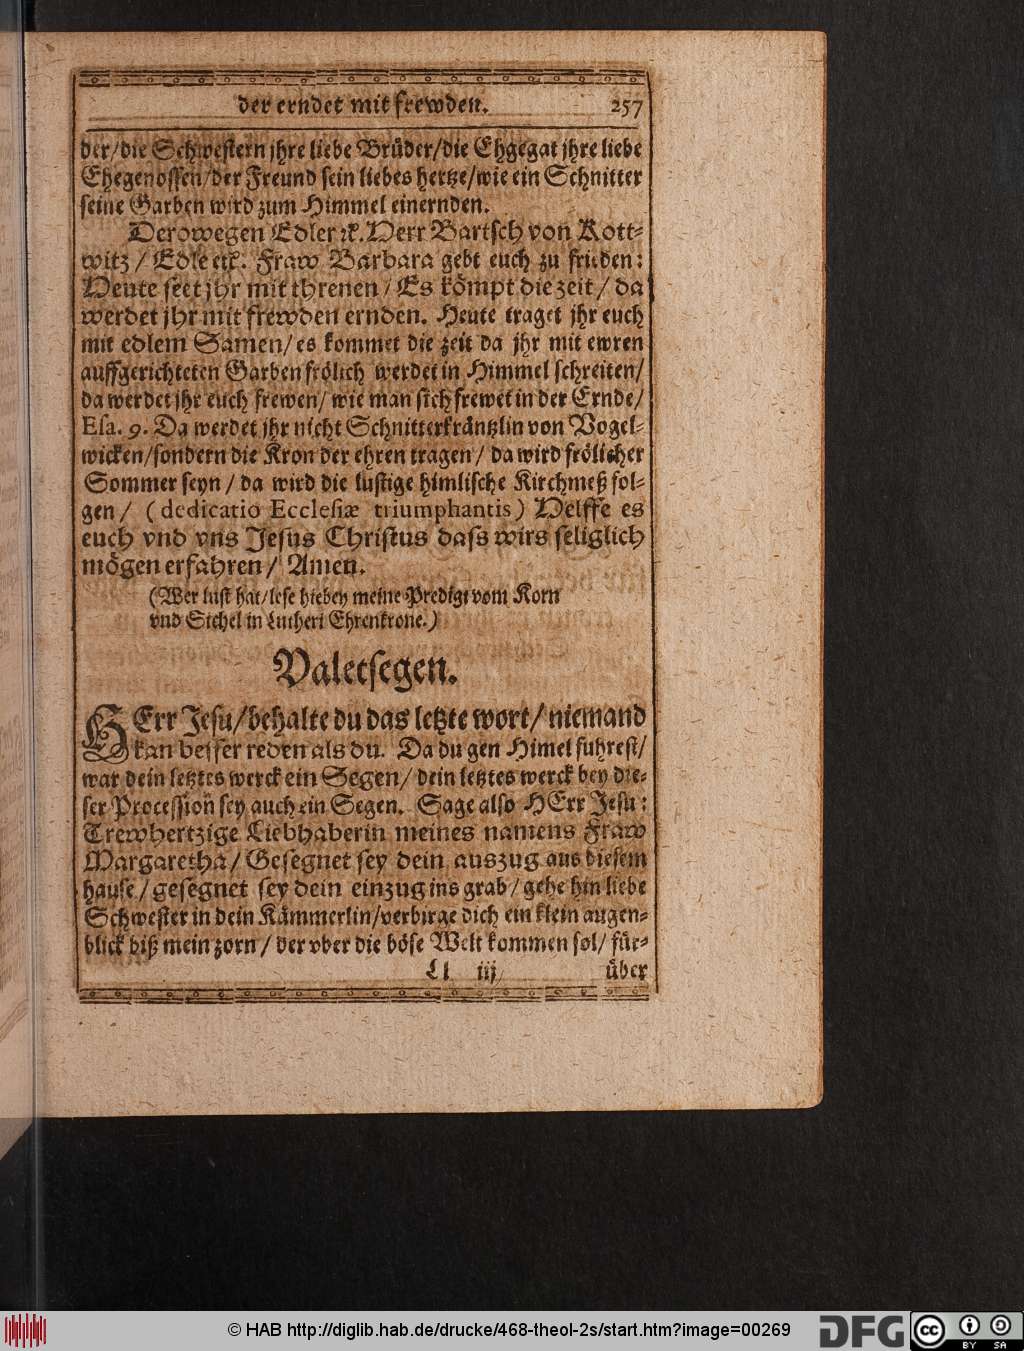 der erndet mit frewden. 257
der/die Schwestern jhre liebe Brüder/die Ehgegat jhre liebe
Ehegenossen/der Freund sein liebes hertze/wie ein Schnitter
seine Garben wird zum Himmel einernden.
Derowegen Edler ꝛc. Herr Bartsch von Kott-
witz / Edle etc. Fraw Barbara gebt euch zu frieden:
Heute seet jhr mit threnen / Es kömpt die zeit / da
werdet jhr mit frewden ernden. Heute traget jhr euch
mit edlem Samen/es kommet die zeit da jhr mit ewren
auffgerichteten Garben frölich werdet in Himmel schreiten/
da werdet jhr euch frewen/ wie man sich frewet in der Ernde/
Esa. 9. Da werdet jhr nicht Schnitterkräntzlin von Vogel-
wicken/sondern die Kron der ehren tragen / da wird frölicher
Sommer seyn / da wird die lustige himlische Kirchmeß fol-
gen / (dedicatio Ecclesiæ triumphantis) Helffe es
euch vnd vns Jesus Christus dass wirs seliglich
mögen erfahren / Amen.
(Wer lust hat/lese hiebey meine Predigt vom Korn
vnd Sichel in Lutheri Ehrenkrone.)
Valetsegen.
HErr Jesu/behalte du das letzte wort/ niemand
kan besser reden als du. Da du gen Himel fuhrest/
war dein letztes werck ein Segen/ dein letztes werck bey die-
ser Procession sey auch ein Segen. Sage also HErr Jesu:
Trewhertzige Liebhaberin meines namens Fraw
Margaretha/ Gesegnet sey dein auszug aus diesem
hause / gesegnet sey dein einzug ins grab / gehe hin liebe
Schwester in dein Kämmerlin/verbirge dich ein klein augen-
blick biß mein zorn / der vber die böse Welt kommen sol/ für-
Ll iij über
© HAB http://diglib.hab.de/drucke/468-theol-2s/start.htm?image=00269
DFG
cc BY SA